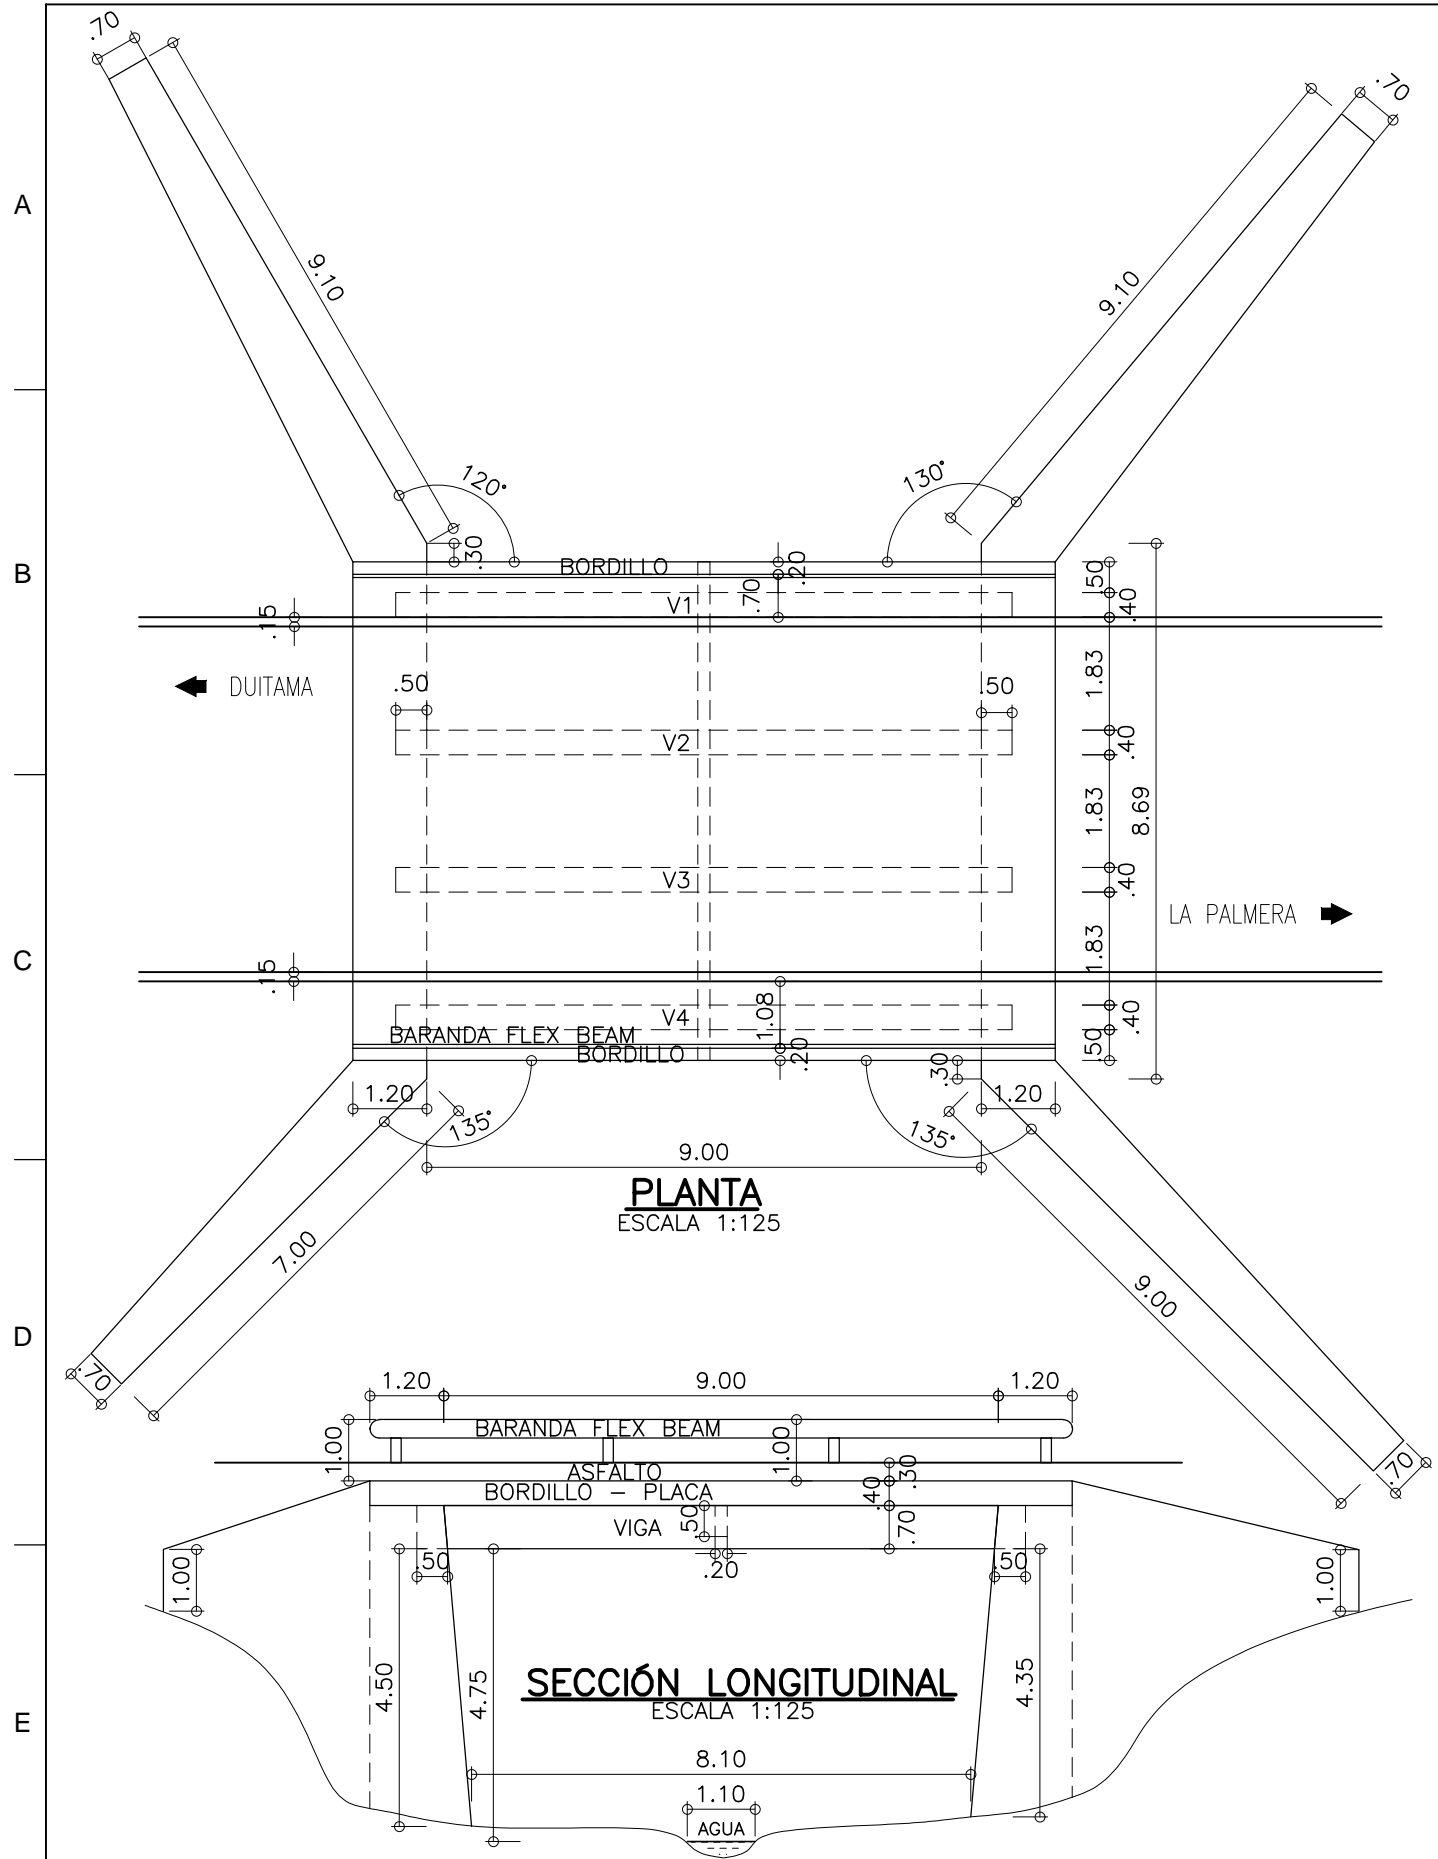 .70
.70
A
9.10
9.10
120°
130°
.30
BORDILLO
.20
.50
B
.70
V1
.40
.15
DUITAMA
.50
.50
1.83
V2
.40
1.83
8.69
V3
.40
LA PALMERA
C
.15
1.83
1.08
V4
.40
BARANDA FLEX BEAM
BORDILLO
.20
.50
.30
1.20
1.20
135°
135°
9.00
PLANTA
ESCALA 1:125
7.00
9.00
D
.70
1.20
9.00
1.20
BARANDA FLEX BEAM
1.00
1.00
.70
ASFALTO
.30
BORDILLO - PLACA
.40
VIGA
.50
.70
.50
.20
.50
1.00
1.00
4.50
4.75
SECCIÓN LONGITUDINAL
4.35
ESCALA 1:125
E
8.10
1.10
AGUA